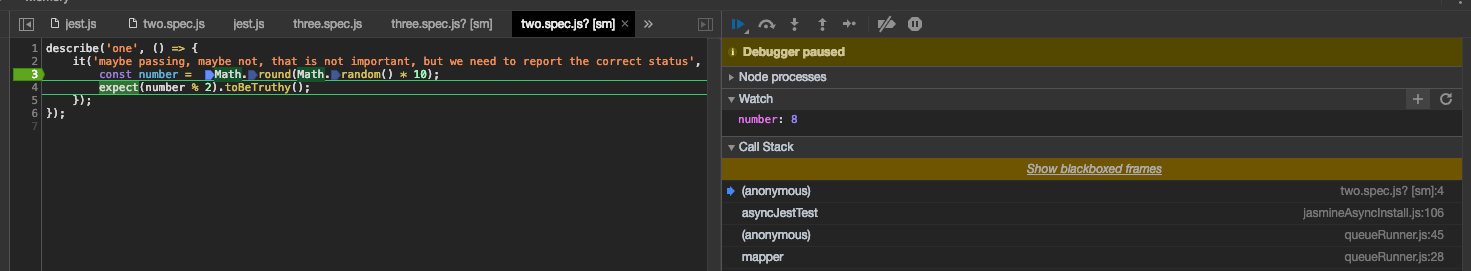 jest.js two.spec.js jest.js three.spec.js three.spec.js? [sm] two.spec.js? [sm] × »
1 describe('one', () => {
2 it('maybe passing, maybe not, that is not important, but we need to report the correct status',
3 const number = Math.round(Math.random() * 10);
4 expect(number % 2).toBeTruthy();
5 });
6 });
7
Debugger paused
Node processes
Watch
number: 8
Call Stack
Show blackboxed frames
(anonymous) two.spec.js? [sm]:4
asyncJestTest jasmineAsyncInstall.js:106
(anonymous) queueRunner.js:45
mapper queueRunner.js:28